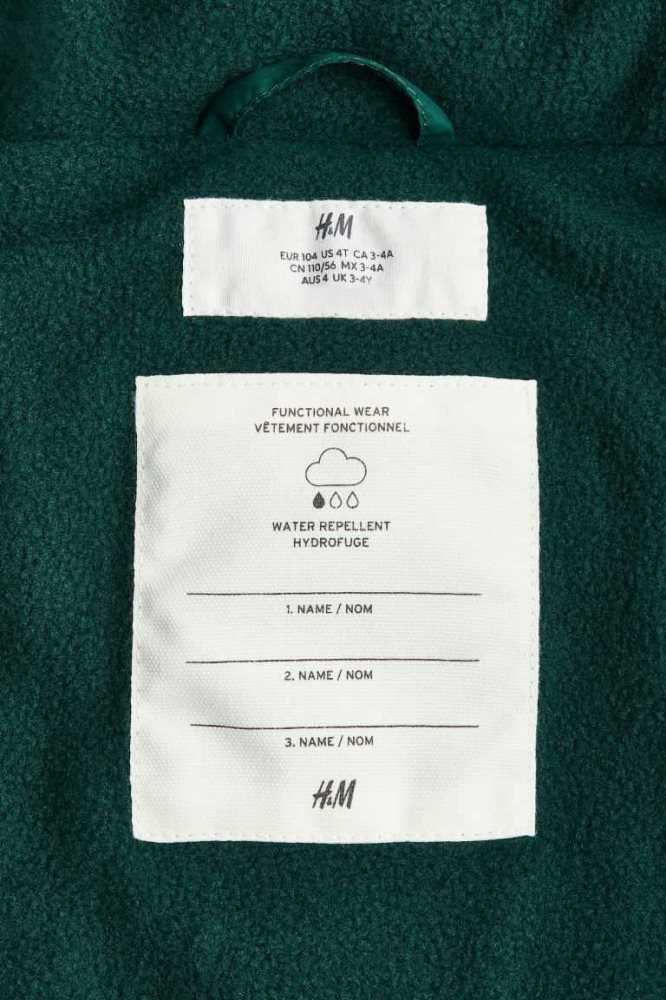 H&M
EUR 104 US 4T CA 3-4A
CN 110/56 MX 3-4A
AUS 4 UK 3-4Y
FUNCTIONAL WEAR
VÊTEMENT FONCTIONNEL
WATER REPELLENT
HYDROFUGE
1. NAME / NOM
2. NAME / NOM
3. NAME / NOM
H&M